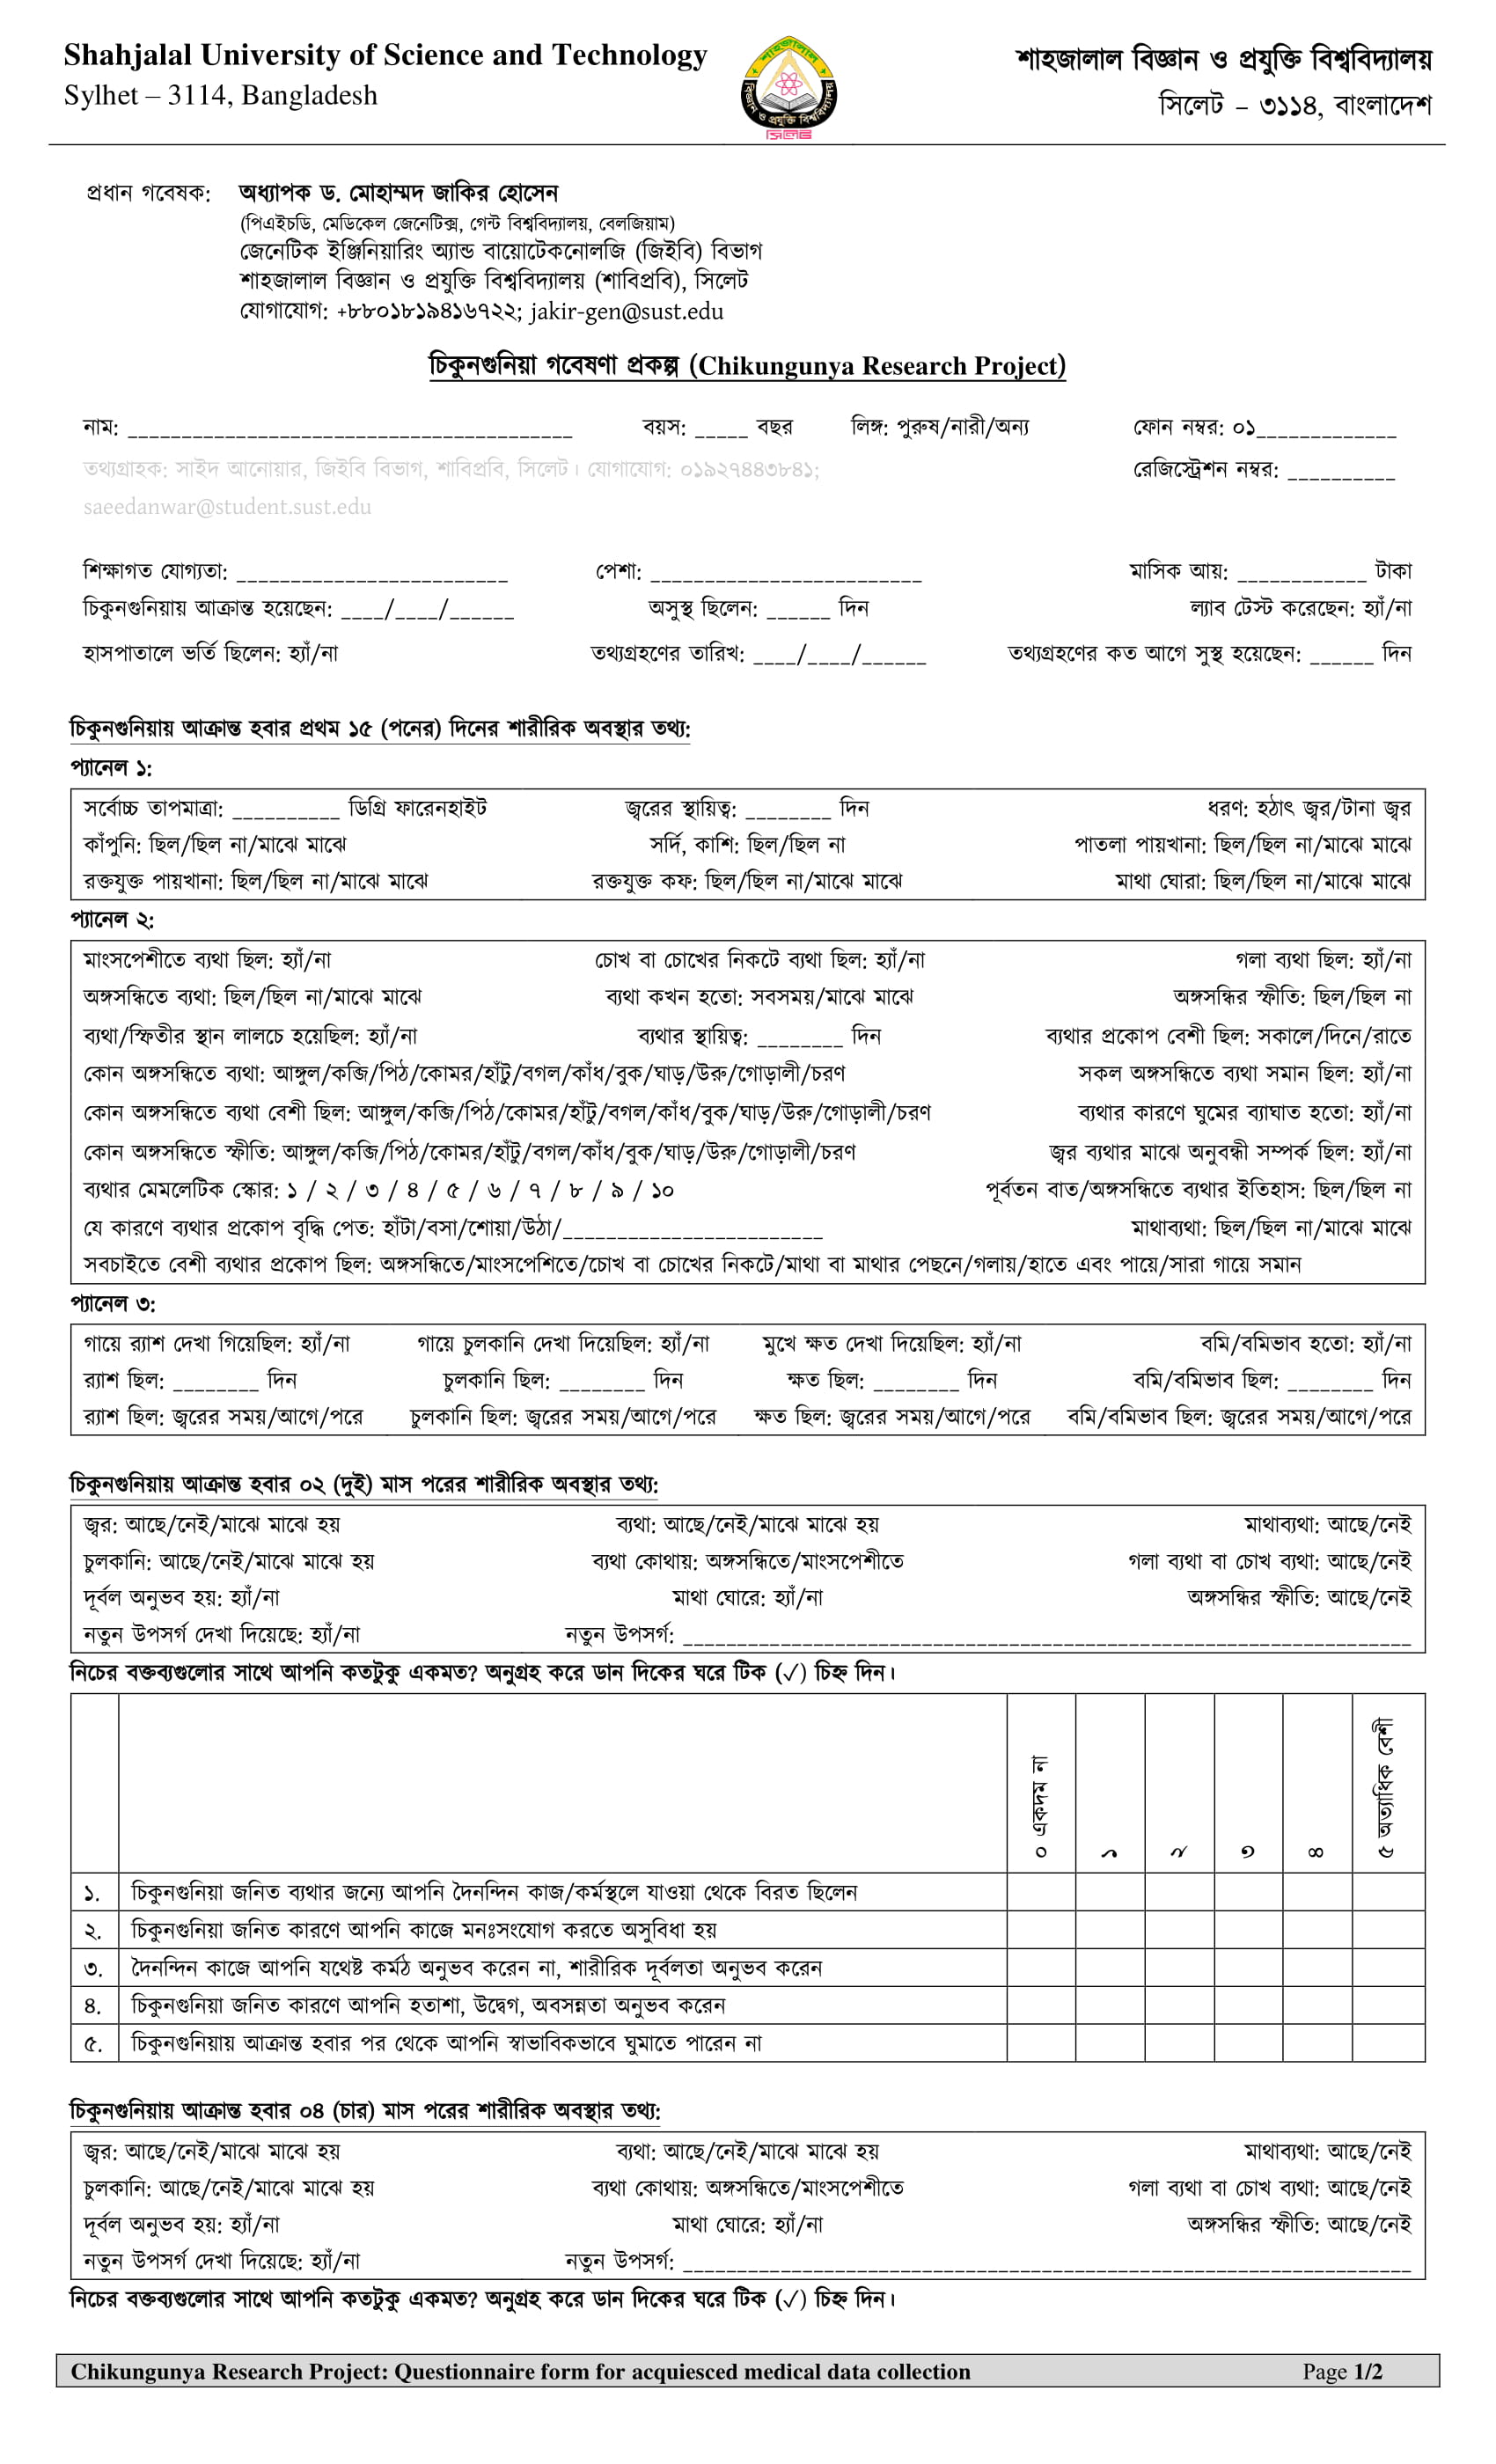 Shahjalal University of Science and Technology
Sylhet – 3114, Bangladesh
শাহজালাল বিজ্ঞান ও প্রযুক্তি বিশ্ববিদ্যালয়
সিলেট – ৩১১৪, বাংলাদেশ
শাহজালাল
বিজ্ঞান ও প্রযুক্তি বিশ্ববিদ্যালয়
সিলেট
প্রধান গবেষক: অধ্যাপক ড. মোহাম্মদ জাকির হোসেন
(পিএইচডি, মেডিকেল জেনেটিক্স, গেন্ট বিশ্ববিদ্যালয়, বেলজিয়াম)
জেনেটিক ইঞ্জিনিয়ারিং অ্যান্ড বায়োটেকনোলজি (জিইবি) বিভাগ
শাহজালাল বিজ্ঞান ও প্রযুক্তি বিশ্ববিদ্যালয় (শাবিপ্রবি), সিলেট
যোগাযোগ: +৮৮০১৮১৯৪১৬৭২২; jakir-gen@sust.edu
চিকুনগুনিয়া গবেষণা প্রকল্প (Chikungunya Research Project)
নাম: _________________________________________ বয়স: _____ বছর লিঙ্গ: পুরুষ/নারী/অন্য ফোন নম্বর: ০১_____________
তথ্যগ্রাহক: সাইদ আনোয়ার, জিইবি বিভাগ, শাবিপ্রবি, সিলেট। যোগাযোগ: ০১৯২৭৪৪৩৮৪১; রেজিস্ট্রেশন নম্বর: __________
saeedanwar@student.sust.edu
শিক্ষাগত যোগ্যতা: _________________________ পেশা: _________________________ মাসিক আয়: ____________ টাকা
চিকুনগুনিয়ায় আক্রান্ত হয়েছেন: ____/____/______ অসুস্থ ছিলেন: ______ দিন ল্যাব টেস্ট করেছেন: হ্যাঁ/না
হাসপাতালে ভর্তি ছিলেন: হ্যাঁ/না তথ্যগ্রহণের তারিখ: ____/____/______ তথ্যগ্রহণের কত আগে সুস্থ হয়েছেন: ______ দিন
চিকুনগুনিয়ায় আক্রান্ত হবার প্রথম ১৫ (পনের) দিনের শারীরিক অবস্থার তথ্য:
প্যানেল ১:
সর্বোচ্চ তাপমাত্রা: __________ ডিগ্রি ফারেনহাইট জ্বরের স্থায়িত্ব: ________ দিন ধরণ: হঠাৎ জ্বর/টানা জ্বর
কাঁপুনি: ছিল/ছিল না/মাঝে মাঝে সর্দি, কাশি: ছিল/ছিল না পাতলা পায়খানা: ছিল/ছিল না/মাঝে মাঝে
রক্তযুক্ত পায়খানা: ছিল/ছিল না/মাঝে মাঝে রক্তযুক্ত কফ: ছিল/ছিল না/মাঝে মাঝে মাথা ঘোরা: ছিল/ছিল না/মাঝে মাঝে
প্যানেল ২:
মাংসপেশীতে ব্যথা ছিল: হ্যাঁ/না চোখ বা চোখের নিকটে ব্যথা ছিল: হ্যাঁ/না গলা ব্যথা ছিল: হ্যাঁ/না
অঙ্গসন্ধিতে ব্যথা: ছিল/ছিল না/মাঝে মাঝে ব্যথা কখন হতো: সবসময়/মাঝে মাঝে অঙ্গসন্ধির স্ফীতি: ছিল/ছিল না
ব্যথা/স্ফিতীর স্থান লালচে হয়েছিল: হ্যাঁ/না ব্যথার স্থায়িত্ব: ________ দিন ব্যথার প্রকোপ বেশী ছিল: সকালে/দিনে/রাতে
কোন অঙ্গসন্ধিতে ব্যথা: আঙ্গুল/কব্জি/পিঠ/কোমর/হাঁটু/বগল/কাঁধ/বুক/ঘাড়/উরু/গোড়ালী/চরণ সকল অঙ্গসন্ধিতে ব্যথা সমান ছিল: হ্যাঁ/না
কোন অঙ্গসন্ধিতে ব্যথা বেশী ছিল: আঙ্গুল/কব্জি/পিঠ/কোমর/হাঁটু/বগল/কাঁধ/বুক/ঘাড়/উরু/গোড়ালী/চরণ ব্যথার কারণে ঘুমের ব্যাঘাত হতো: হ্যাঁ/না
কোন অঙ্গসন্ধিতে স্ফীতি: আঙ্গুল/কব্জি/পিঠ/কোমর/হাঁটু/বগল/কাঁধ/বুক/ঘাড়/উরু/গোড়ালী/চরণ জ্বর ব্যথার মাঝে অনুবন্ধী সম্পর্ক ছিল: হ্যাঁ/না
ব্যথার মেমলেটিক স্কোর: ১ / ২ / ৩ / ৪ / ৫ / ৬ / ৭ / ৮ / ৯ / ১০ পূর্বতন বাত/অঙ্গসন্ধিতে ব্যথার ইতিহাস: ছিল/ছিল না
যে কারণে ব্যথার প্রকোপ বৃদ্ধি পেত: হাঁটা/বসা/শোয়া/উঠা/________________________ মাথাব্যথা: ছিল/ছিল না/মাঝে মাঝে
সবচাইতে বেশী ব্যথার প্রকোপ ছিল: অঙ্গসন্ধিতে/মাংসপেশিতে/চোখ বা চোখের নিকটে/মাথা বা মাথার পেছনে/গলায়/হাতে এবং পায়ে/সারা গায়ে সমান
প্যানেল ৩:
গায়ে র‍্যাশ দেখা গিয়েছিল: হ্যাঁ/না গায়ে চুলকানি দেখা দিয়েছিল: হ্যাঁ/না মুখে ক্ষত দেখা দিয়েছিল: হ্যাঁ/না বমি/বমিভাব হতো: হ্যাঁ/না
র‍্যাশ ছিল: ________ দিন চুলকানি ছিল: ________ দিন ক্ষত ছিল: ________ দিন বমি/বমিভাব ছিল: ________ দিন
র‍্যাশ ছিল: জ্বরের সময়/আগে/পরে চুলকানি ছিল: জ্বরের সময়/আগে/পরে ক্ষত ছিল: জ্বরের সময়/আগে/পরে বমি/বমিভাব ছিল: জ্বরের সময়/আগে/পরে
চিকুনগুনিয়ায় আক্রান্ত হবার ০২ (দুই) মাস পরের শারীরিক অবস্থার তথ্য:
জ্বর: আছে/নেই/মাঝে মাঝে হয় ব্যথা: আছে/নেই/মাঝে মাঝে হয় মাথাব্যথা: আছে/নেই
চুলকানি: আছে/নেই/মাঝে মাঝে হয় ব্যথা কোথায়: অঙ্গসন্ধিতে/মাংসপেশীতে গলা ব্যথা বা চোখ ব্যথা: আছে/নেই
দূর্বল অনুভব হয়: হ্যাঁ/না মাথা ঘোরে: হ্যাঁ/না অঙ্গসন্ধির স্ফীতি: আছে/নেই
নতুন উপসর্গ দেখা দিয়েছে: হ্যাঁ/না নতুন উপসর্গ: ___________________________________________________________________
নিচের বক্তব্যগুলোর সাথে আপনি কতটুকু একমত? অনুগ্রহ করে ডান দিকের ঘরে টিক (✓) চিহ্ন দিন।
০ একদম না ১ ২ ৩ ৪ ৫ অত্যাধিক বেশী
১. চিকুনগুনিয়া জনিত ব্যথার জন্যে আপনি দৈনন্দিন কাজ/কর্মস্থলে যাওয়া থেকে বিরত ছিলেন
২. চিকুনগুনিয়া জনিত কারণে আপনি কাজে মনঃসংযোগ করতে অসুবিধা হয়
৩. দৈনন্দিন কাজে আপনি যথেষ্ট কর্মঠ অনুভব করেন না, শারীরিক দূর্বলতা অনুভব করেন
৪. চিকুনগুনিয়া জনিত কারণে আপনি হতাশা, উদ্বেগ, অবসন্নতা অনুভব করেন
৫. চিকুনগুনিয়ায় আক্রান্ত হবার পর থেকে আপনি স্বাভাবিকভাবে ঘুমাতে পারেন না
চিকুনগুনিয়ায় আক্রান্ত হবার ০৪ (চার) মাস পরের শারীরিক অবস্থার তথ্য:
জ্বর: আছে/নেই/মাঝে মাঝে হয় ব্যথা: আছে/নেই/মাঝে মাঝে হয় মাথাব্যথা: আছে/নেই
চুলকানি: আছে/নেই/মাঝে মাঝে হয় ব্যথা কোথায়: অঙ্গসন্ধিতে/মাংসপেশীতে গলা ব্যথা বা চোখ ব্যথা: আছে/নেই
দূর্বল অনুভব হয়: হ্যাঁ/না মাথা ঘোরে: হ্যাঁ/না অঙ্গসন্ধির স্ফীতি: আছে/নেই
নতুন উপসর্গ দেখা দিয়েছে: হ্যাঁ/না নতুন উপসর্গ: ___________________________________________________________________
নিচের বক্তব্যগুলোর সাথে আপনি কতটুকু একমত? অনুগ্রহ করে ডান দিকের ঘরে টিক (✓) চিহ্ন দিন।
Chikungunya Research Project: Questionnaire form for acquiesced medical data collection Page 1/2